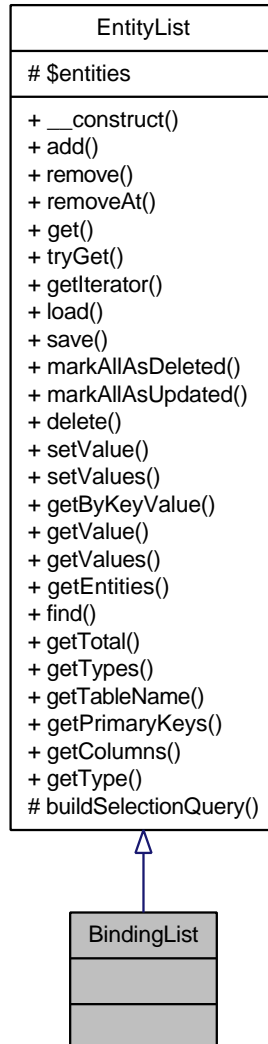 EntityList
# $entities
+ __construct()
+ add()
+ remove()
+ removeAt()
+ get()
+ tryGet()
+ getIterator()
+ load()
+ save()
+ markAllAsDeleted()
+ markAllAsUpdated()
+ delete()
+ setValue()
+ setValues()
+ getByKeyValue()
+ getValue()
+ getValues()
+ getEntities()
+ find()
+ getTotal()
+ getTypes()
+ getTableName()
+ getPrimaryKeys()
+ getColumns()
+ getType()
# buildSelectionQuery()
BindingList